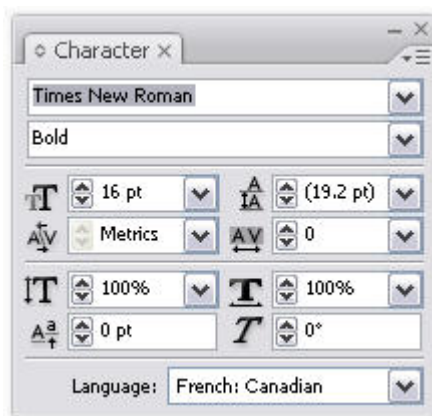 Character
Times New Roman
Bold
16 pt (19.2 pt)
Metrics 0
100% 100%
0 pt 0°
Language: French: Canadian